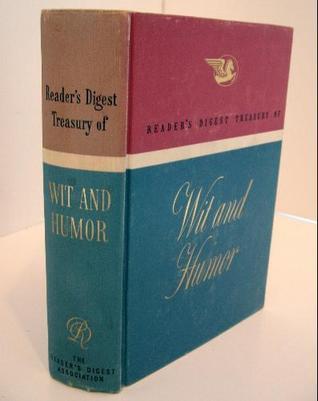 Reader's Digest
Treasury of
WIT AND
HUMOR
RD
THE
READER'S DIGEST
ASSOCIATION
READER'S DIGEST TREASURY OF
Wit and
Humor